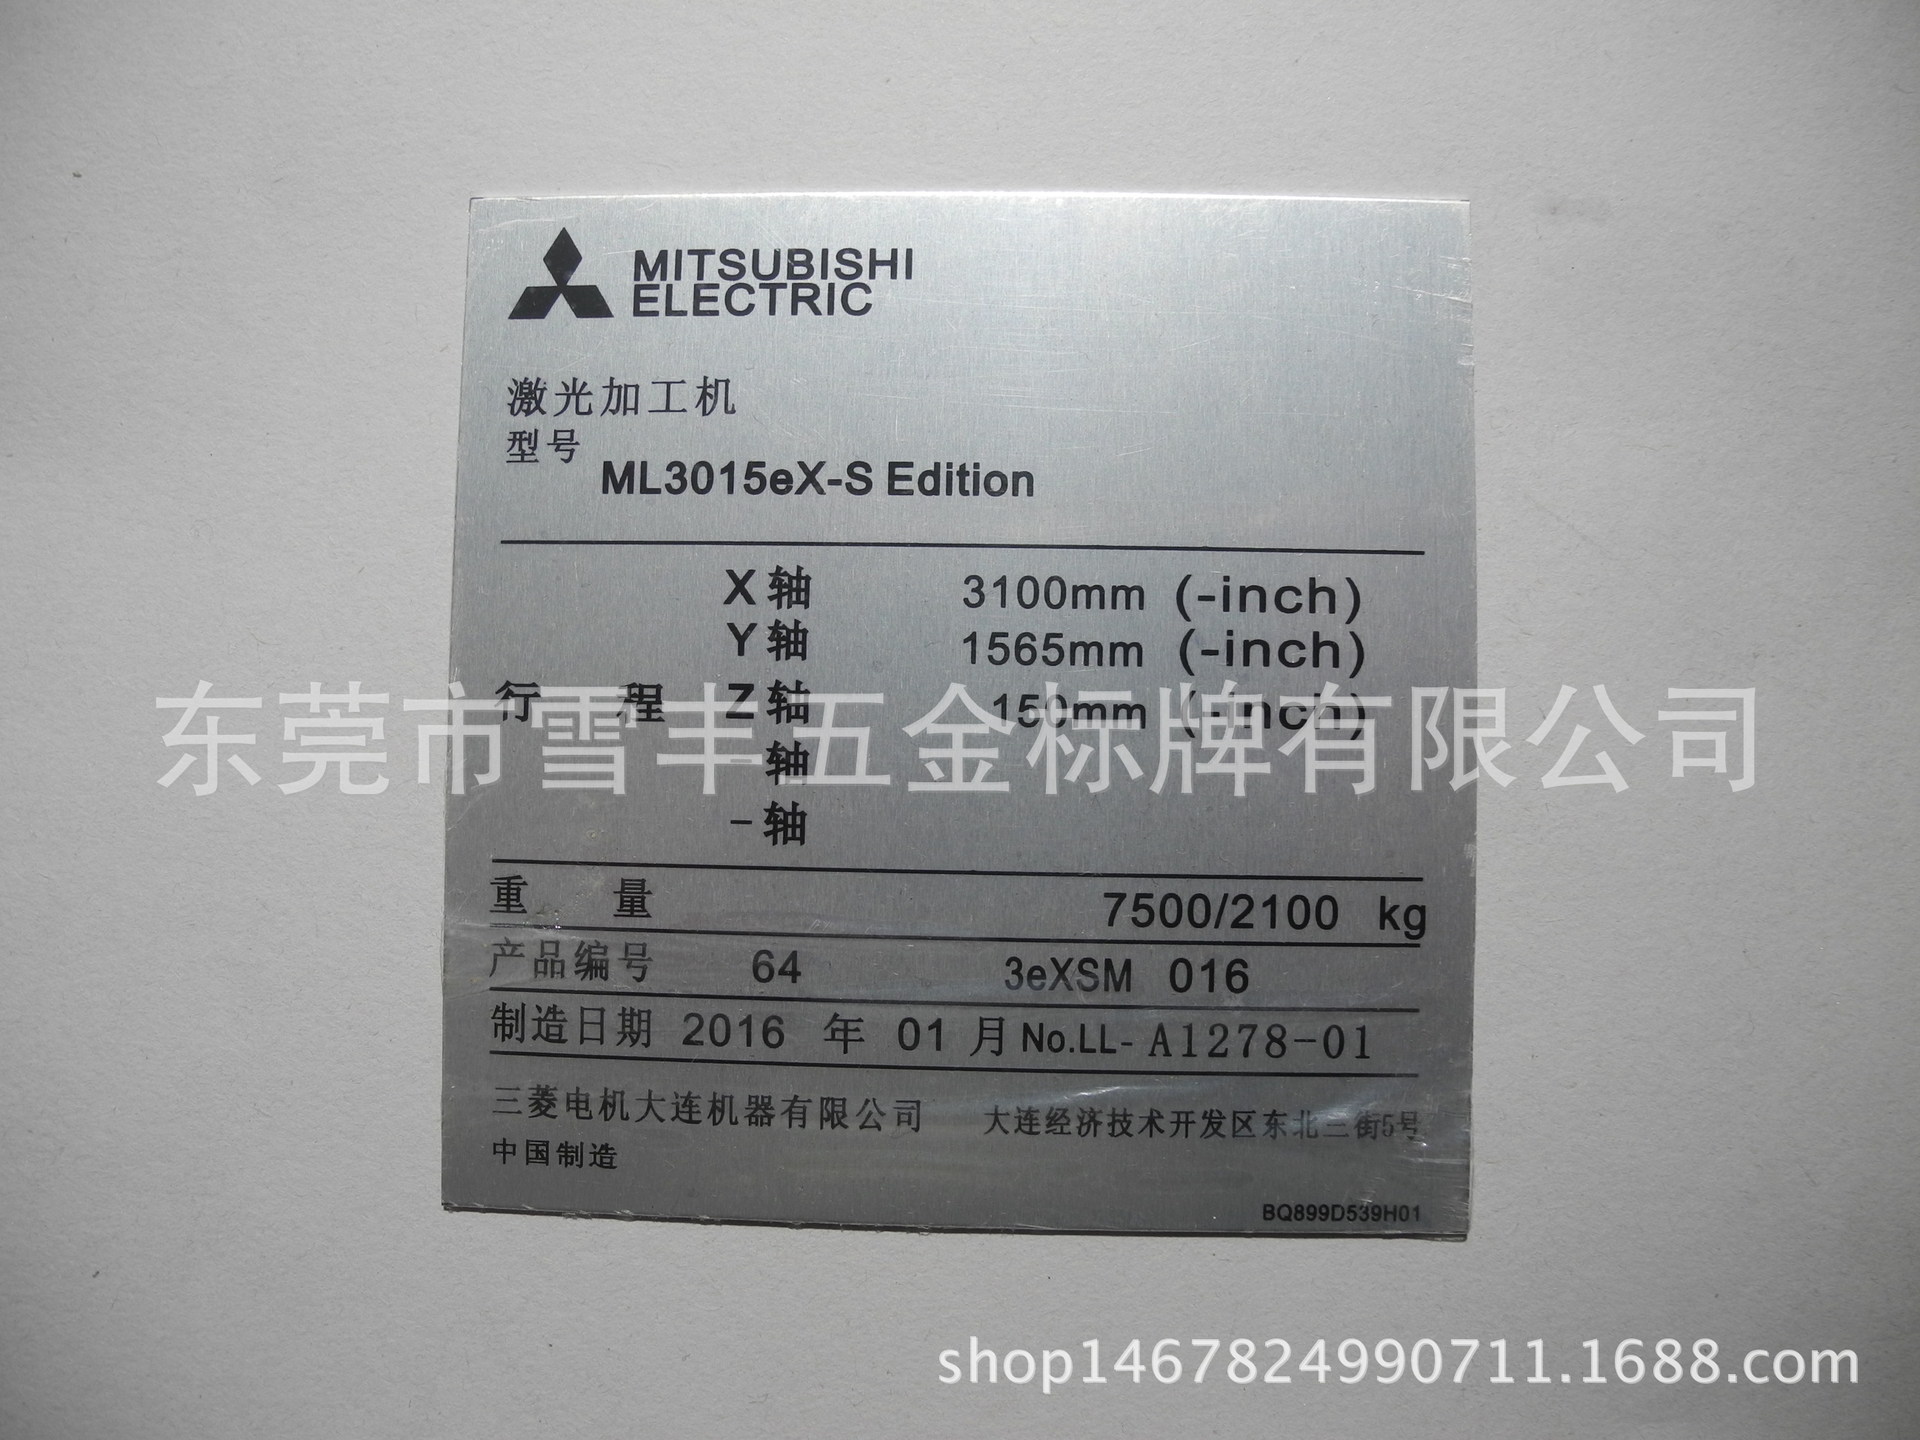 MITSUBISHI
ELECTRIC
激光加工机
型号
ML3015eX-S Edition
X轴 3100mm (-inch)
Y轴 1565mm (-inch)
行 程 Z轴 150mm (-inch)
东莞市雪丰五金标牌有限公司
-轴
-轴
重 量 7500/2100 kg
产品编号 64 3eXSM 016
制造日期 2016 年 01 月 No.LL- A1278-01
三菱电机大连机器有限公司 大连经济技术开发区东北三街5号
中国制造
BQ899D539H01
shop1467824990711.1688.com